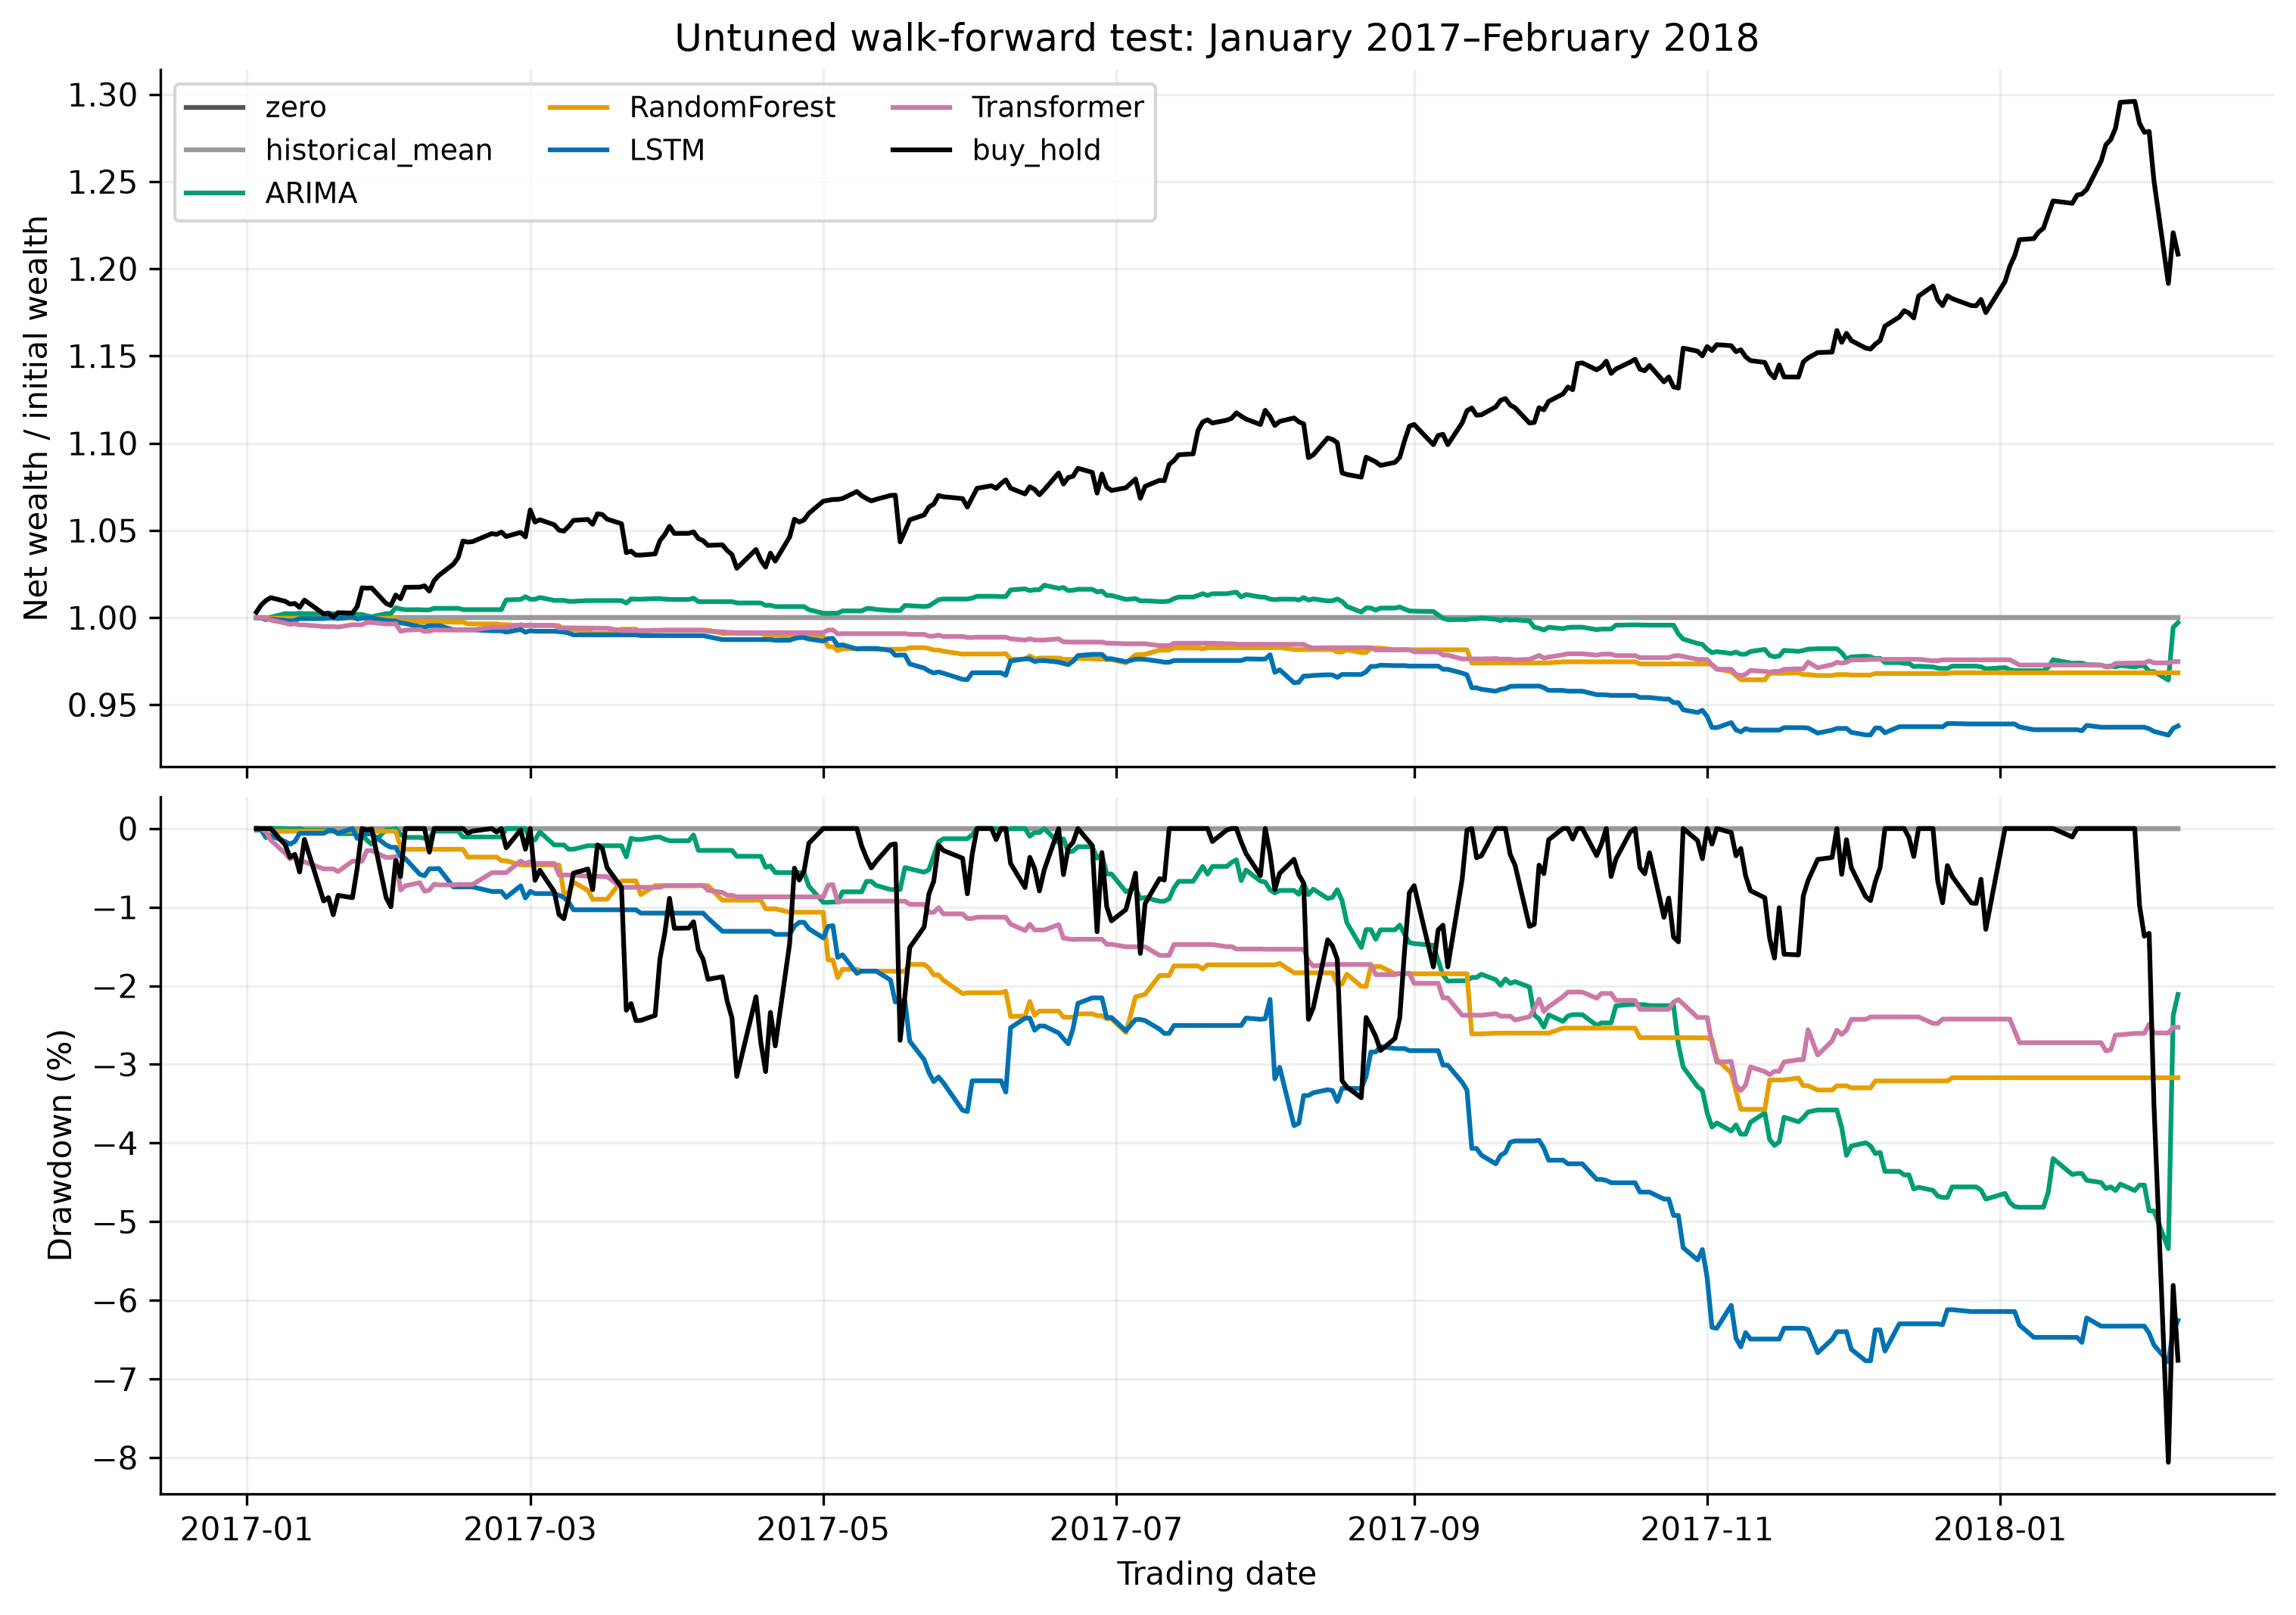 Untuned walk-forward test: January 2017–February 2018
zero
historical_mean
ARIMA
RandomForest
LSTM
Transformer
buy_hold
Net wealth / initial wealth
1.30
1.25
1.20
1.15
1.10
1.05
1.00
0.95
Drawdown (%)
0
−1
−2
−3
−4
−5
−6
−7
−8
2017-01
2017-03
2017-05
2017-07
2017-09
2017-11
2018-01
Trading date